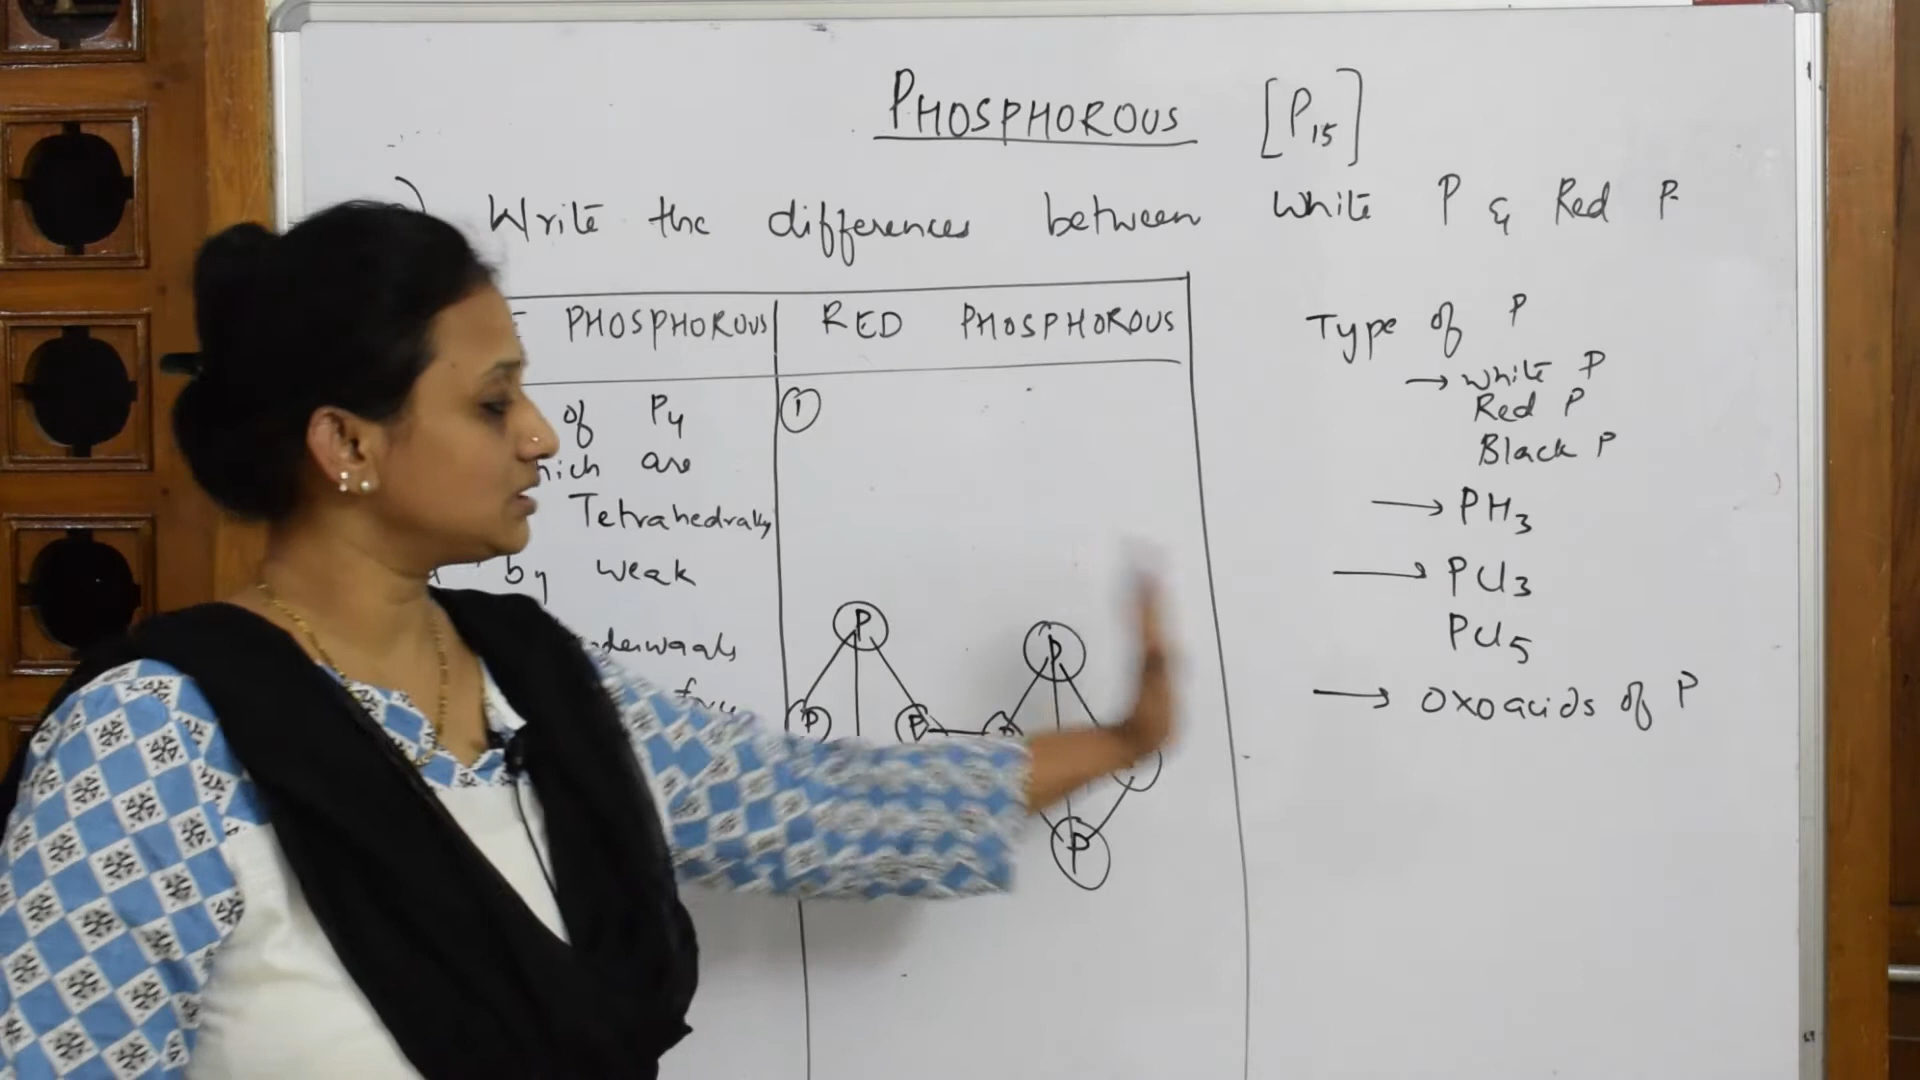 PHOSPHOROUS [P15]
Write the differences between White P & Red P
PHOSPHOROUS RED PHOSPHOROUS
of P4
are
Tetrahedrally
by weak
①
P P
P P
P
Type of P
→ White P
Red P
Black P
→ PH3
→ PCl3
PCl5
→ Oxoacids of P